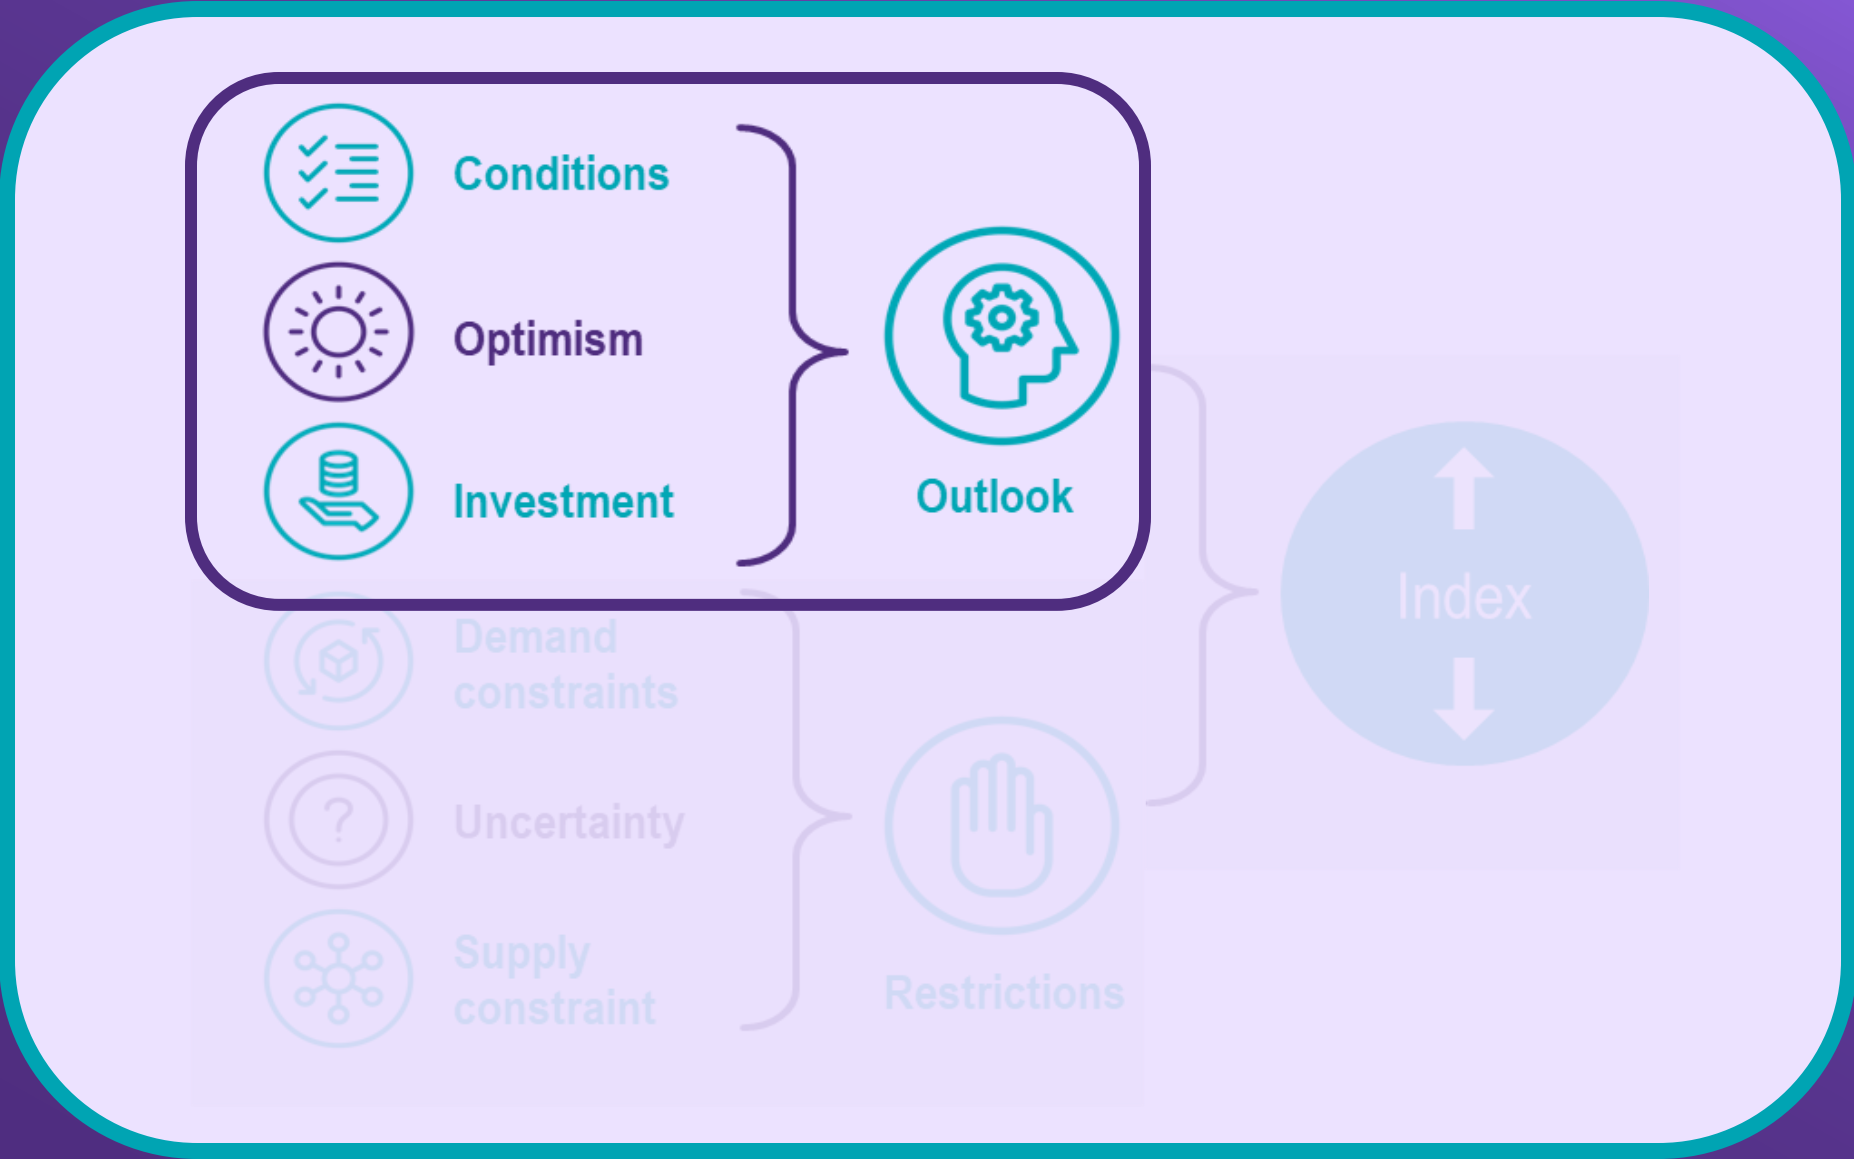 Conditions
Optimism
Investment
Outlook
Demand
constraints
Uncertainty
Supply
constraint
Restrictions
Index